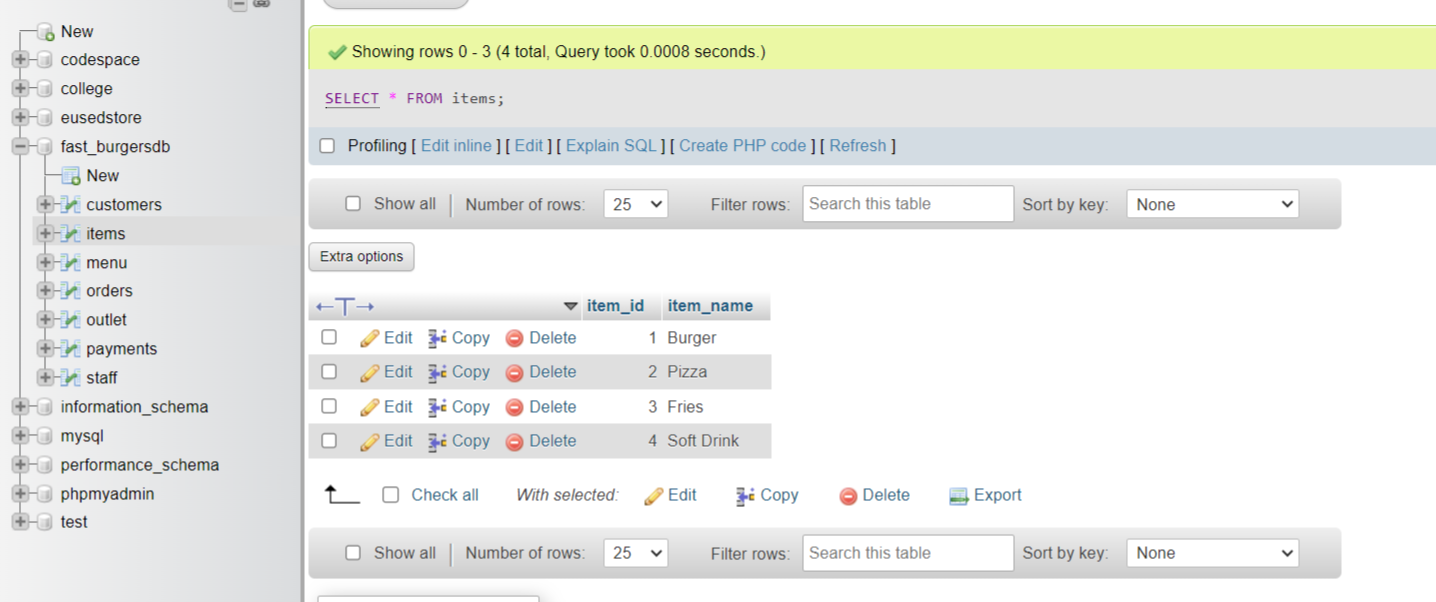 New
codespace
college
eusedstore
fast_burgersdb
New
customers
items
menu
orders
outlet
payments
staff
information_schema
mysql
performance_schema
phpmyadmin
test
Showing rows 0 - 3 (4 total, Query took 0.0008 seconds.)
SELECT * FROM items;
Profiling [ Edit inline ] [ Edit ] [ Explain SQL ] [ Create PHP code ] [ Refresh ]
Show all | Number of rows: 25 Filter rows: Search this table Sort by key: None
Extra options
←T→ item_id item_name
Edit Copy Delete 1 Burger
Edit Copy Delete 2 Pizza
Edit Copy Delete 3 Fries
Edit Copy Delete 4 Soft Drink
Check all With selected: Edit Copy Delete Export
Show all | Number of rows: 25 Filter rows: Search this table Sort by key: None